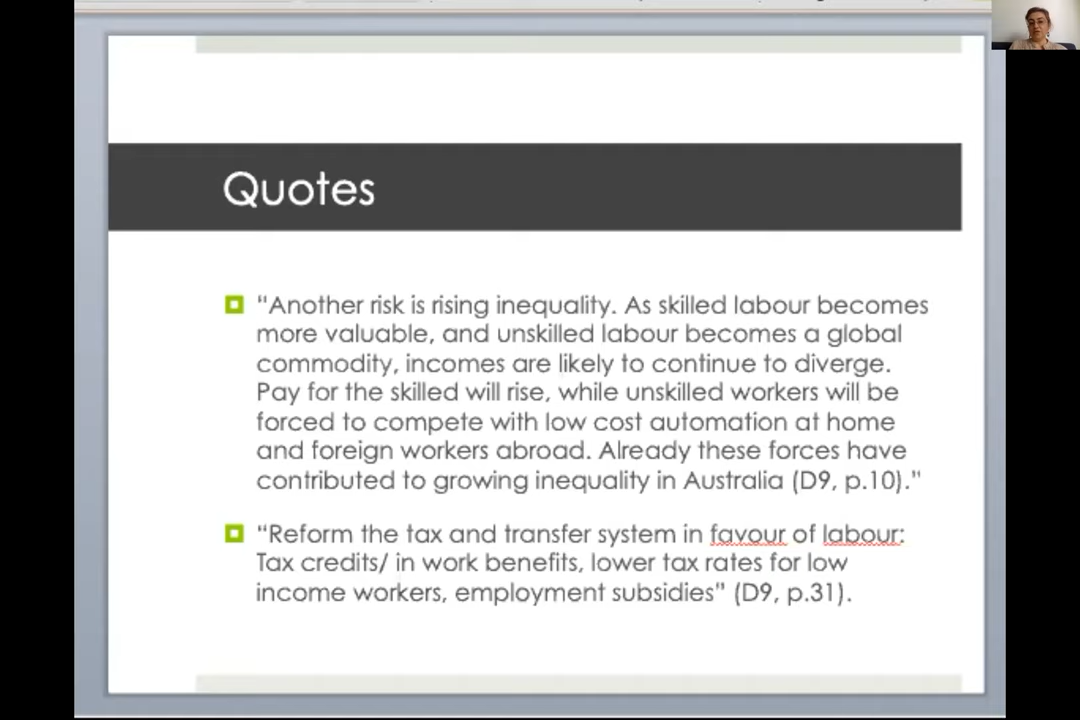 Quotes
“Another risk is rising inequality. As skilled labour becomes
more valuable, and unskilled labour becomes a global
commodity, incomes are likely to continue to diverge.
Pay for the skilled will rise, while unskilled workers will be
forced to compete with low cost automation at home
and foreign workers abroad. Already these forces have
contributed to growing inequality in Australia (D9, p.10).”
“Reform the tax and transfer system in favour of labour:
Tax credits/ in work benefits, lower tax rates for low
income workers, employment subsidies” (D9, p.31).